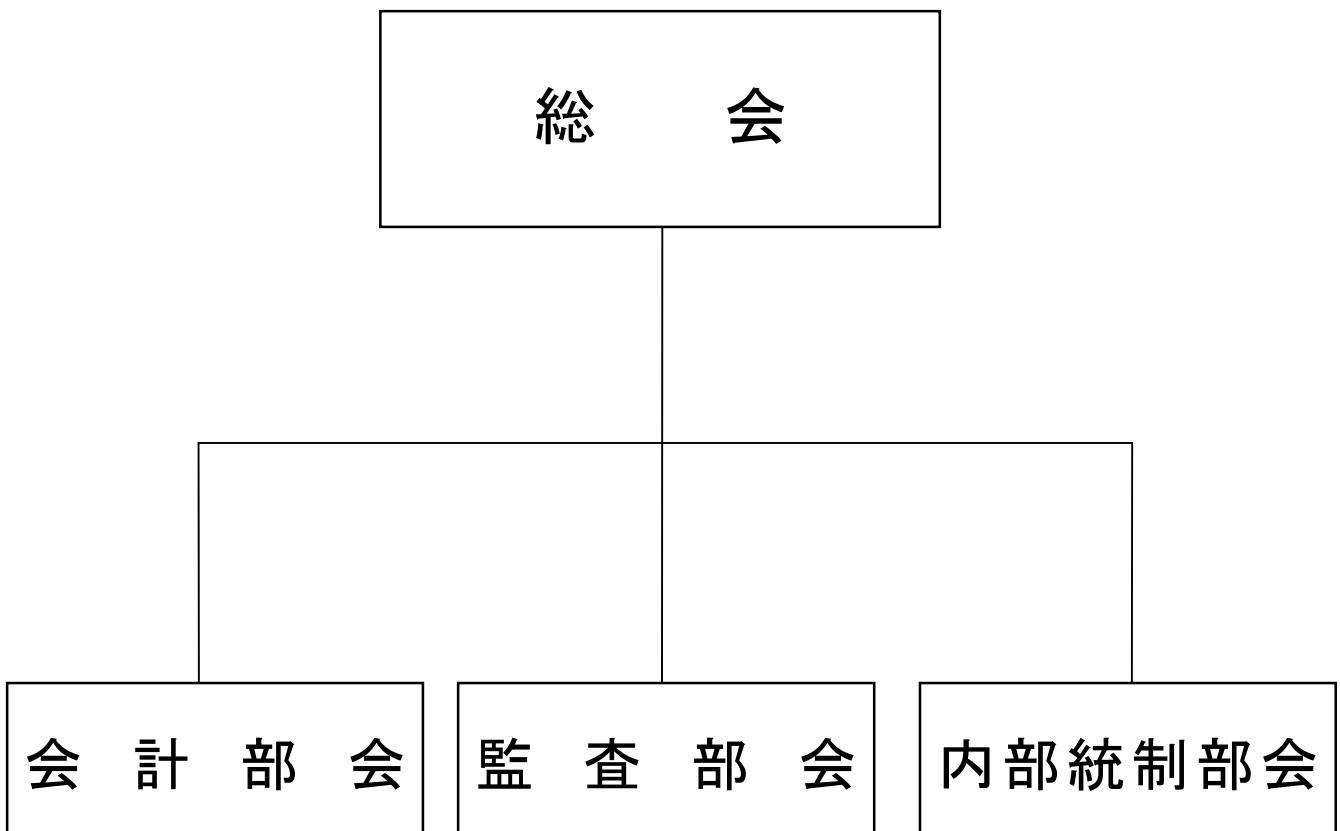 総　会
会　計　部　会
監　査　部　会
内部統制部会